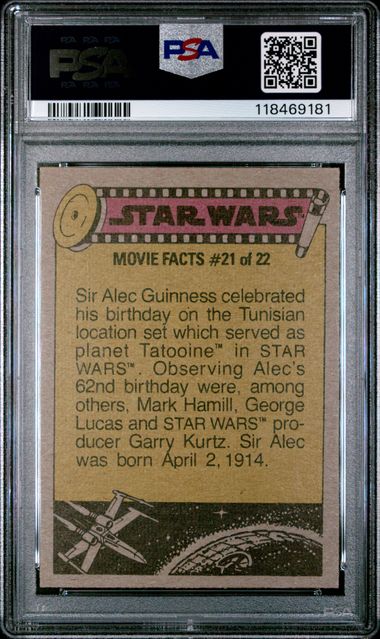 PSA
PSA
118469181
STAR WARS
MOVIE FACTS #21 of 22
Sir Alec Guinness celebrated
his birthday on the Tunisian
location set which served as
planet Tatooine™ in STAR
WARS™. Observing Alec's
62nd birthday were, among
others, Mark Hamill, George
Lucas and STAR WARS™ pro-
ducer Garry Kurtz. Sir Alec
was born April 2, 1914.
PSA